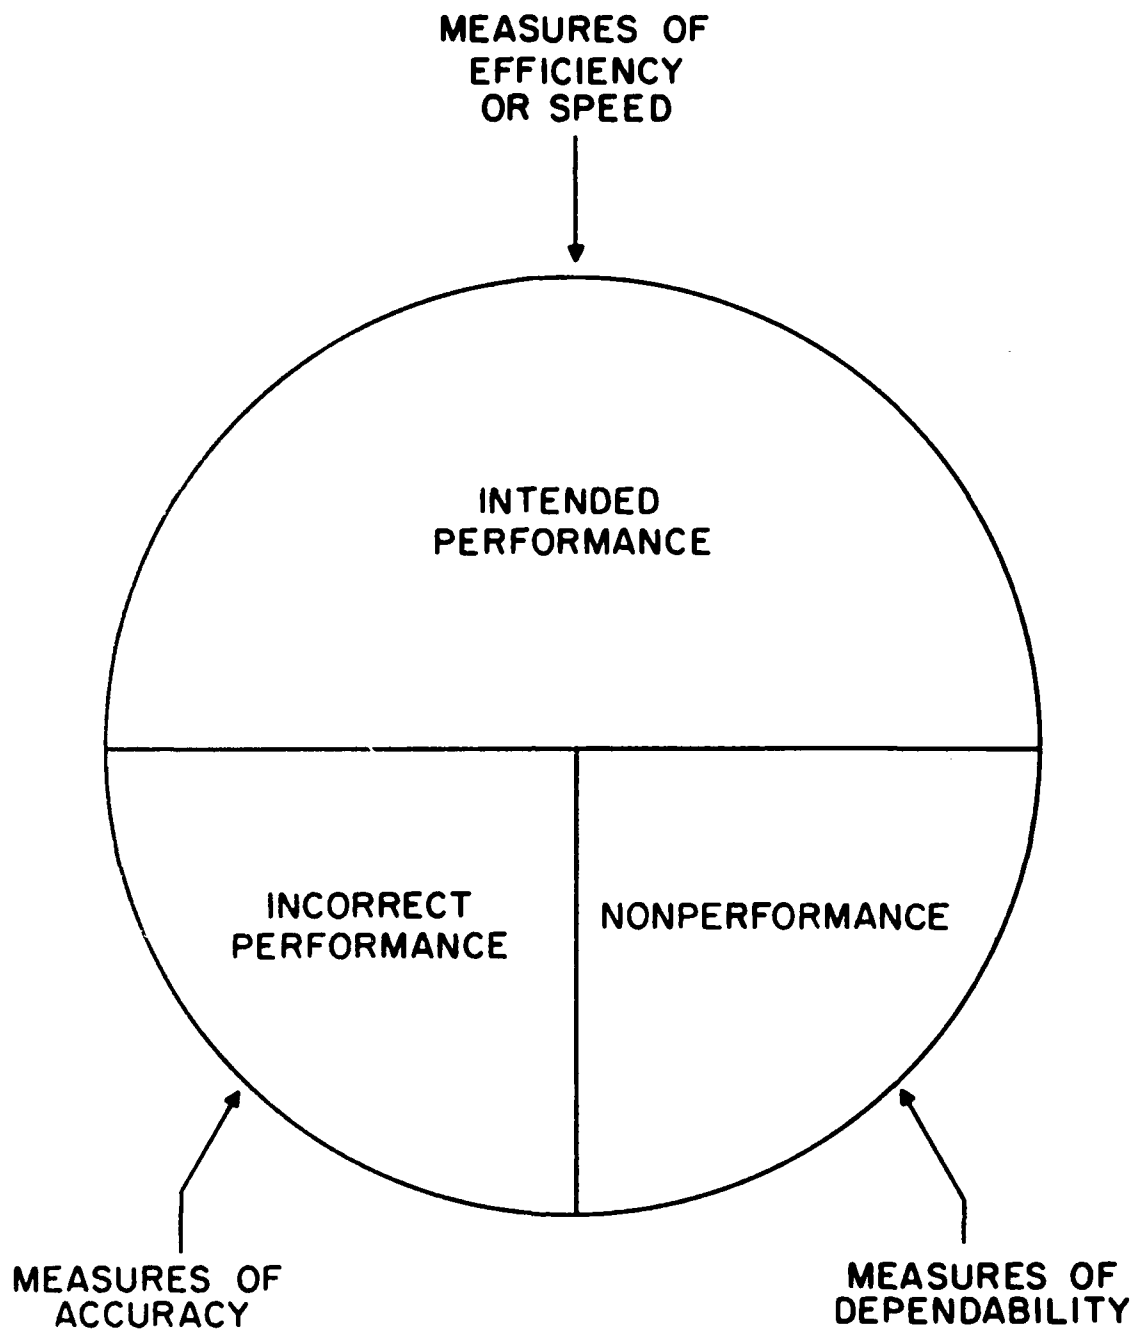 MEASURES OF
EFFICIENCY
OR SPEED
INTENDED
PERFORMANCE
INCORRECT
PERFORMANCE
NONPERFORMANCE
MEASURES OF
ACCURACY
MEASURES OF
DEPENDABILITY